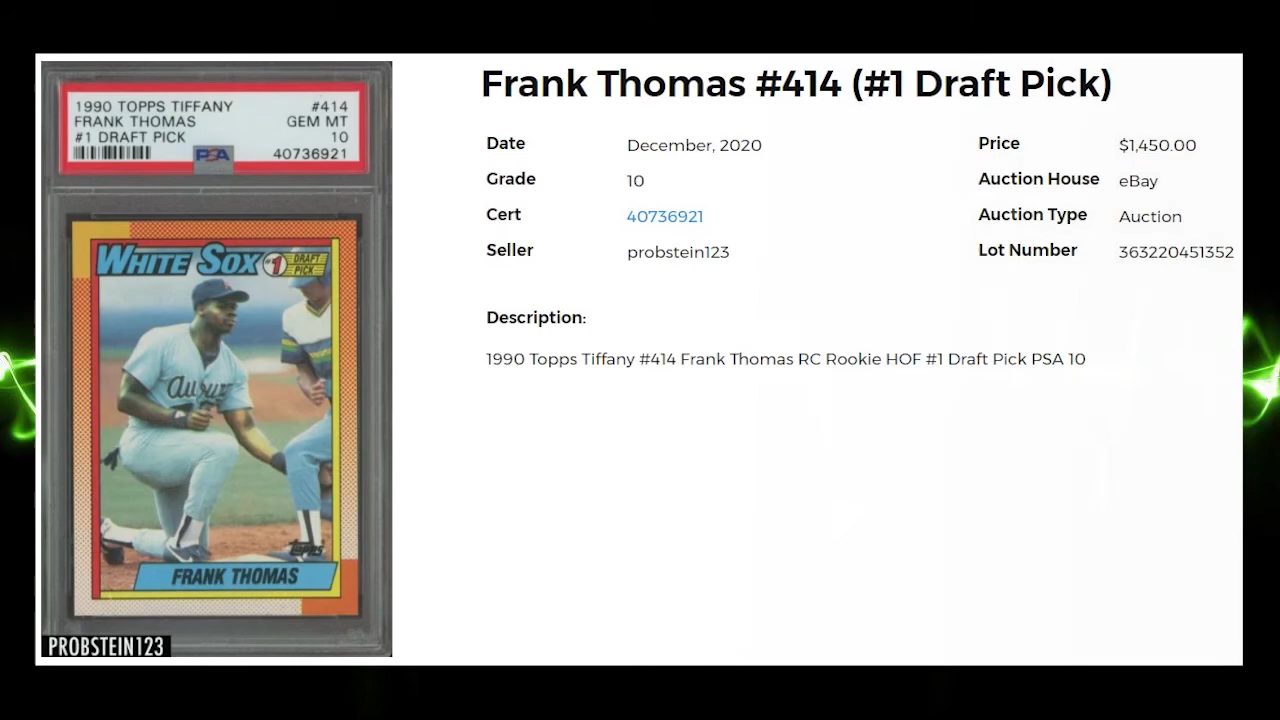 1990 TOPPS TIFFANY #414
FRANK THOMAS GEM MT
#1 DRAFT PICK 10
PSA 40736921
WHITE SOX #1 DRAFT PICK
Auburn
TOPPS
FRANK THOMAS
PROBSTEIN123
Frank Thomas #414 (#1 Draft Pick)
Date December, 2020 Price $1,450.00
Grade 10 Auction House eBay
Cert 40736921 Auction Type Auction
Seller probstein123 Lot Number 363220451352
Description:
1990 Topps Tiffany #414 Frank Thomas RC Rookie HOF #1 Draft Pick PSA 10